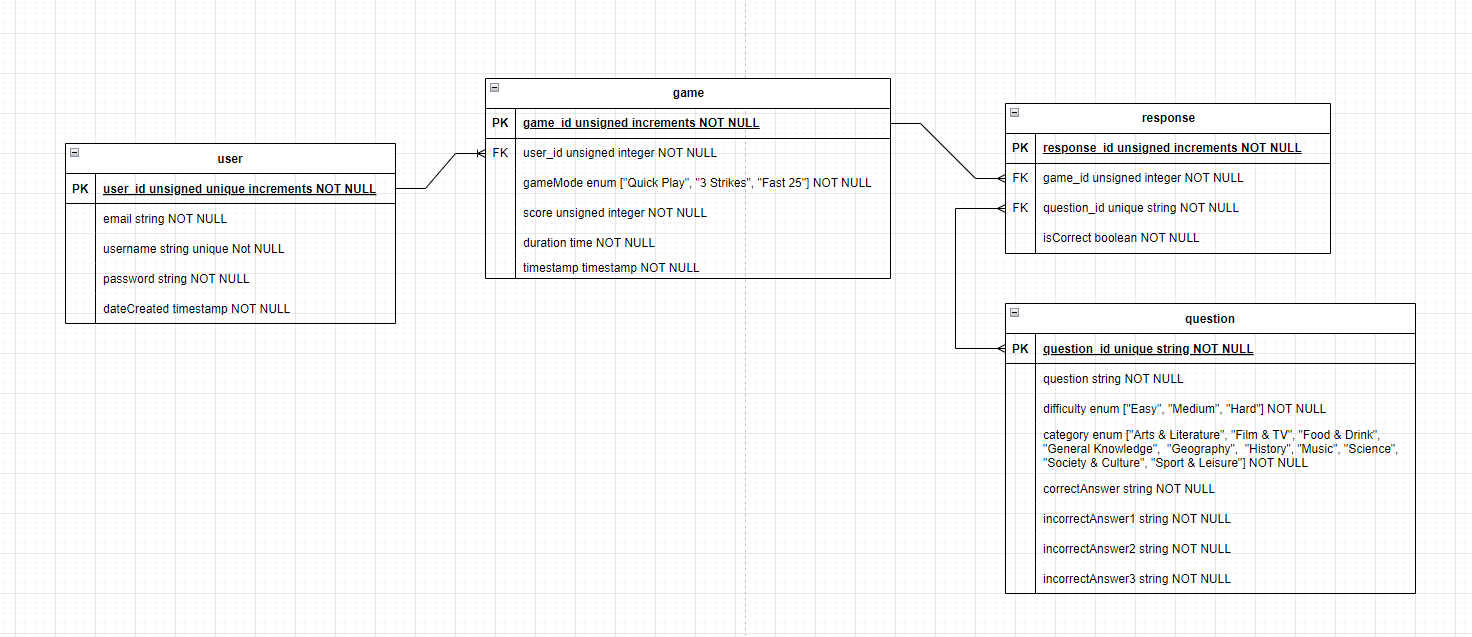 user
PK user_id unsigned unique increments NOT NULL
email string NOT NULL
username string unique Not NULL
password string NOT NULL
dateCreated timestamp NOT NULL
game
PK game_id unsigned increments NOT NULL
FK user_id unsigned integer NOT NULL
gameMode enum ["Quick Play", "3 Strikes", "Fast 25"] NOT NULL
score unsigned integer NOT NULL
duration time NOT NULL
timestamp timestamp NOT NULL
response
PK response_id unsigned increments NOT NULL
FK game_id unsigned integer NOT NULL
FK question_id unique string NOT NULL
isCorrect boolean NOT NULL
question
PK question_id unique string NOT NULL
question string NOT NULL
difficulty enum ["Easy", "Medium", "Hard"] NOT NULL
category enum ["Arts & Literature", "Film & TV", "Food & Drink",
"General Knowledge", "Geography", "History", "Music", "Science",
"Society & Culture", "Sport & Leisure"] NOT NULL
correctAnswer string NOT NULL
incorrectAnswer1 string NOT NULL
incorrectAnswer2 string NOT NULL
incorrectAnswer3 string NOT NULL